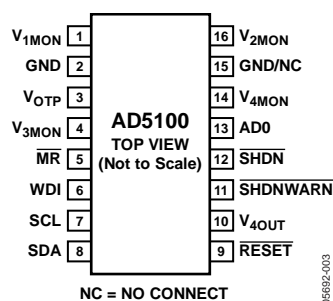 V1MON 1
GND 2
VOTP 3
V3MON 4
MR 5
WDI 6
SCL 7
SDA 8
AD5100
TOP VIEW
(Not to Scale)
16 V2MON
15 GND/NC
14 V4MON
13 AD0
12 SHDN
11 SHDNWARN
10 V4OUT
9 RESET
NC = NO CONNECT
05692-003